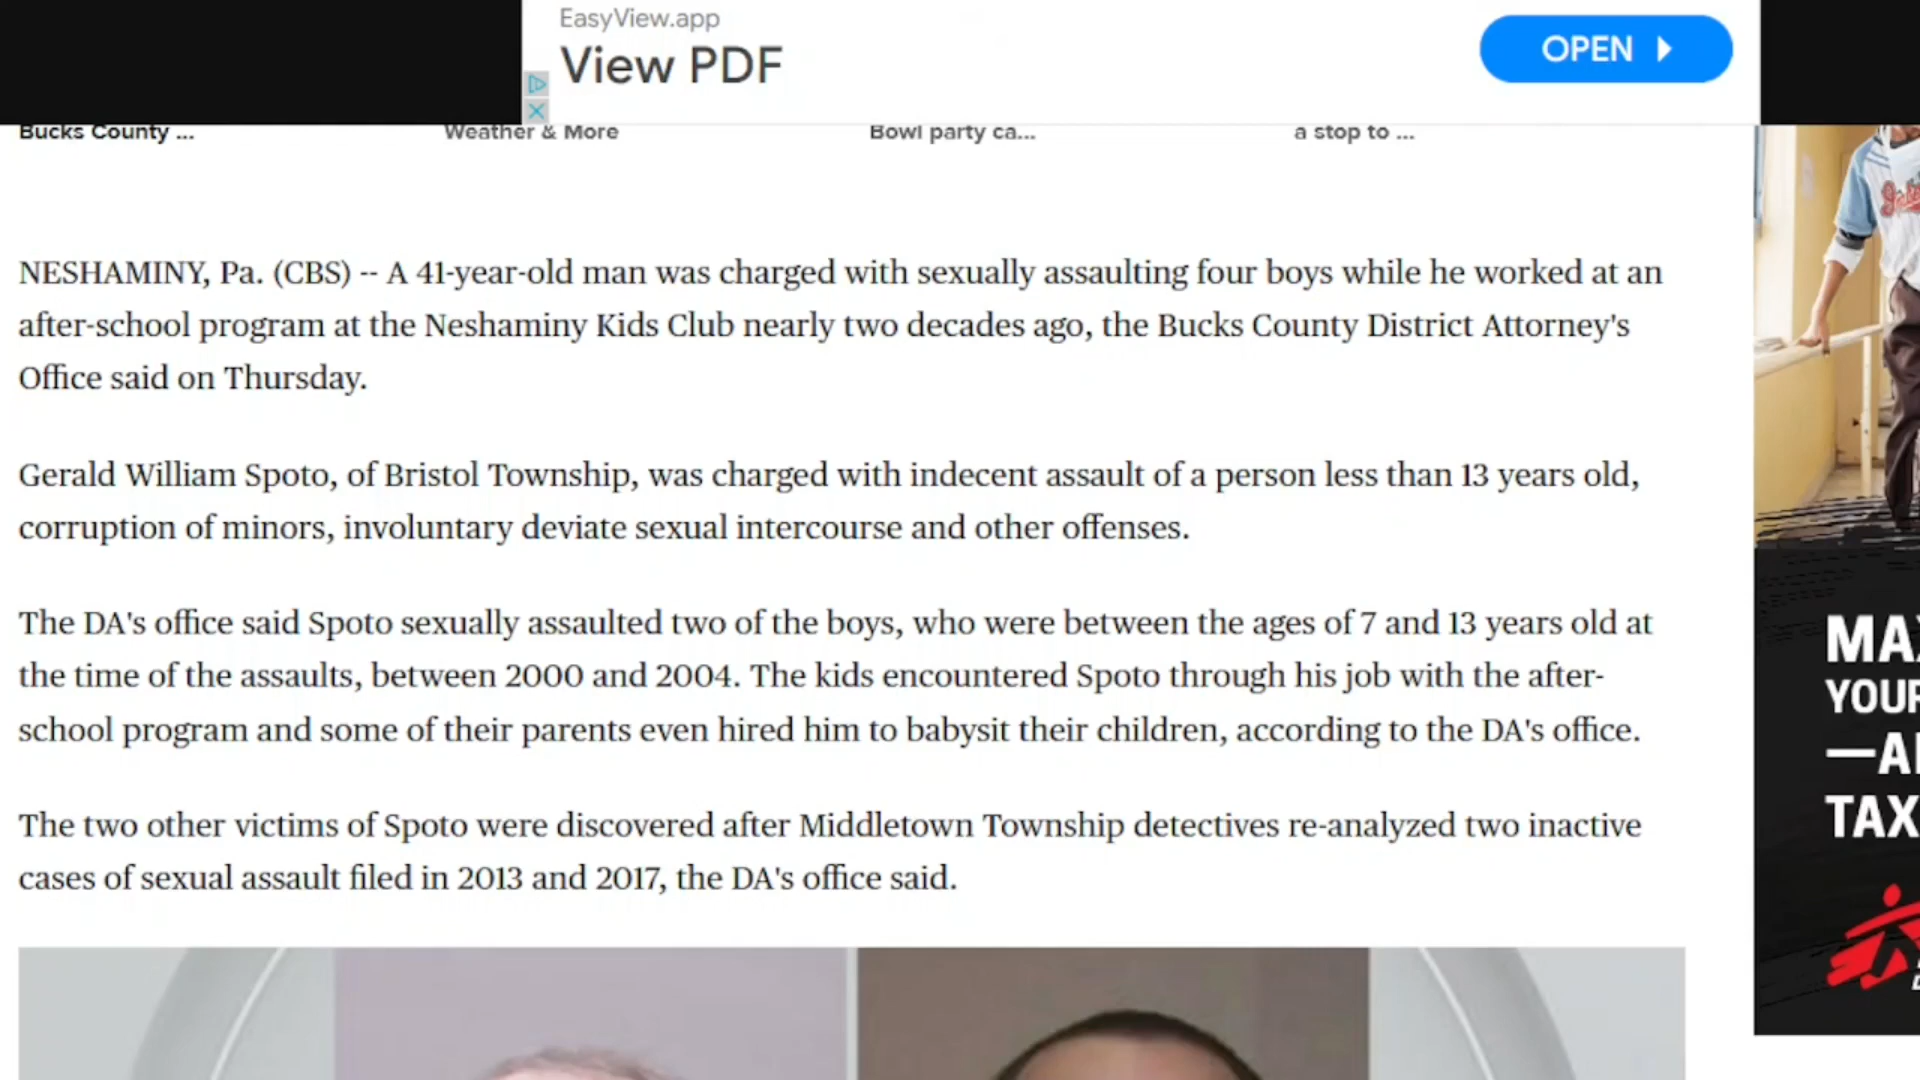 EasyView.app
View PDF
OPEN
Bucks County ...
Weather & More
Bowl party ca...
a stop to ...
NESHAMINY, Pa. (CBS) -- A 41-year-old man was charged with sexually assaulting four boys while he worked at an
after-school program at the Neshaminy Kids Club nearly two decades ago, the Bucks County District Attorney's
Office said on Thursday.
Gerald William Spoto, of Bristol Township, was charged with indecent assault of a person less than 13 years old,
corruption of minors, involuntary deviate sexual intercourse and other offenses.
The DA's office said Spoto sexually assaulted two of the boys, who were between the ages of 7 and 13 years old at
the time of the assaults, between 2000 and 2004. The kids encountered Spoto through his job with the after-
school program and some of their parents even hired him to babysit their children, according to the DA's office.
The two other victims of Spoto were discovered after Middletown Township detectives re-analyzed two inactive
cases of sexual assault filed in 2013 and 2017, the DA's office said.
MA
YOUR
—A
TAX